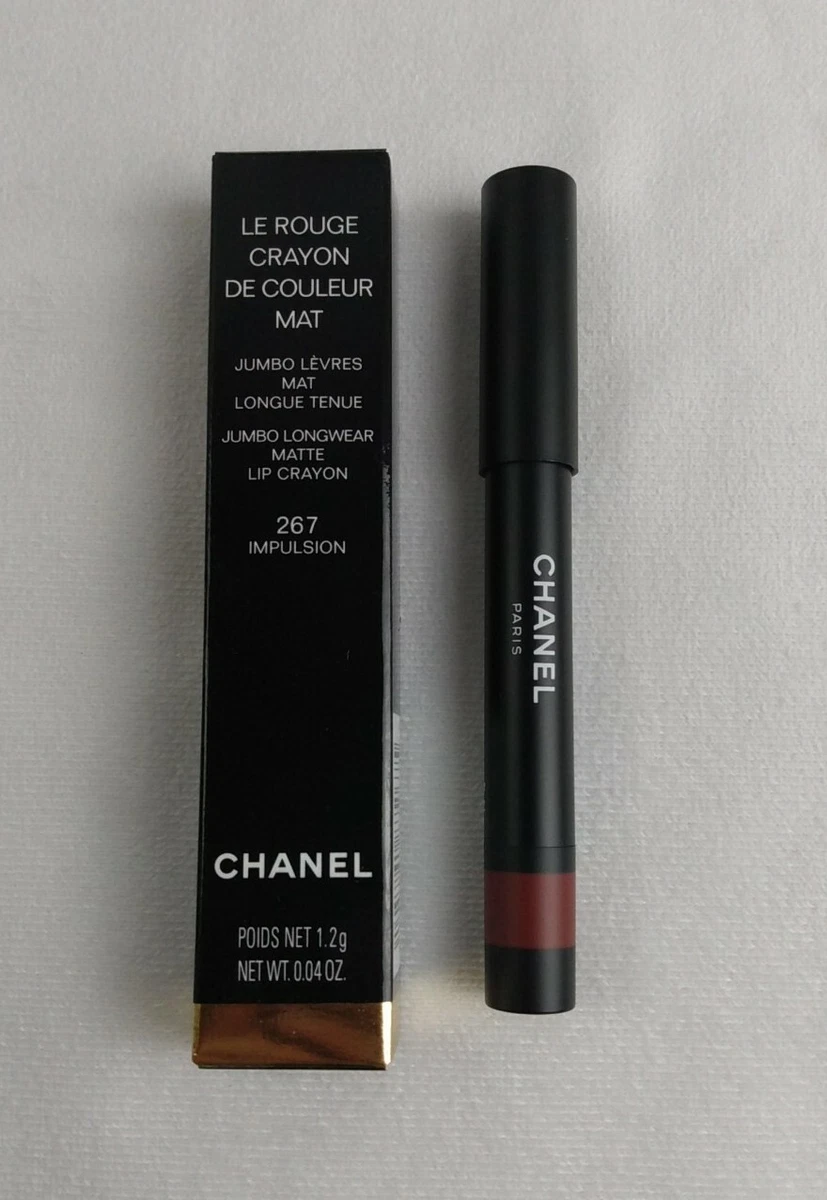 LE ROUGE
CRAYON
DE COULEUR
MAT
JUMBO LÈVRES
MAT
LONGUE TENUE
JUMBO LONGWEAR
MATTE
LIP CRAYON
267
IMPULSION
CHANEL
POIDS NET 1.2g
NET WT. 0.04 OZ.
CHANEL
PARIS